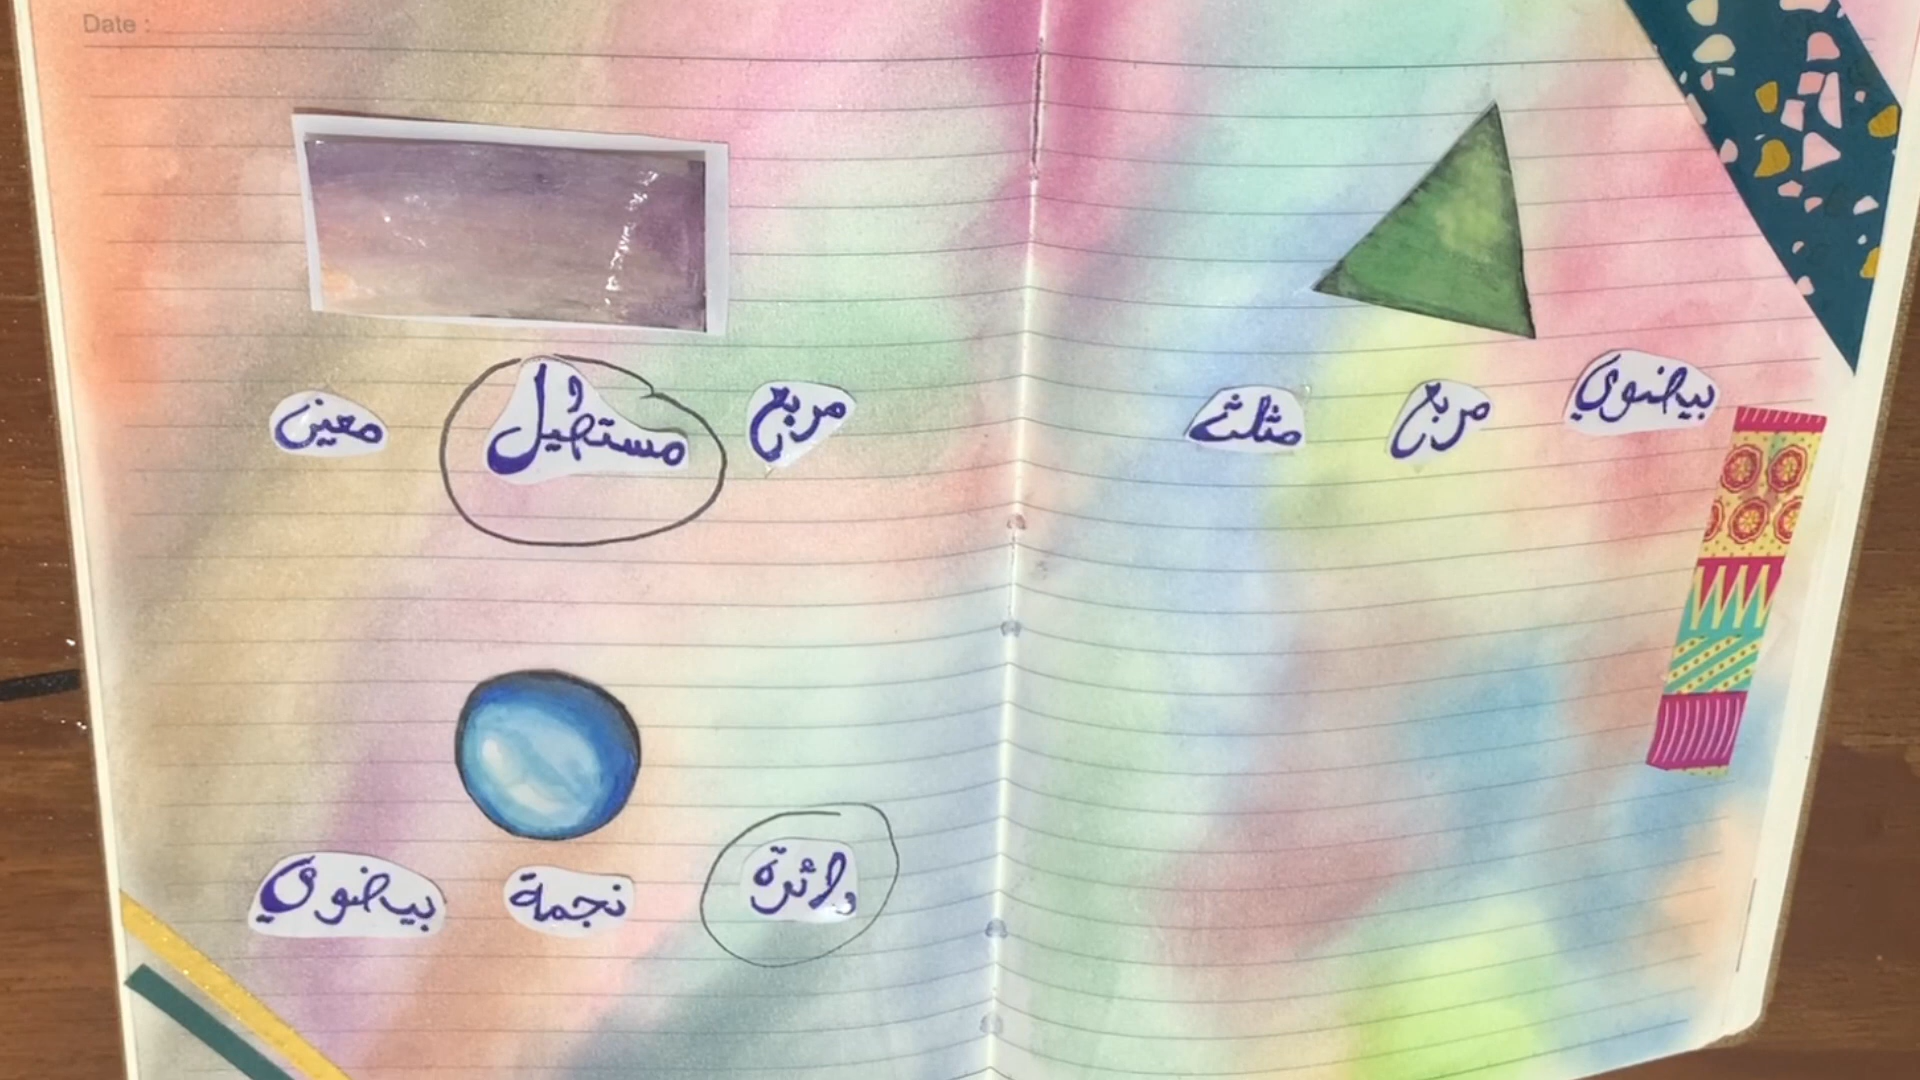 Date :
مربع مستطيل معين
دائرة نجمة بيضوي
بيضوي مربع مثلث